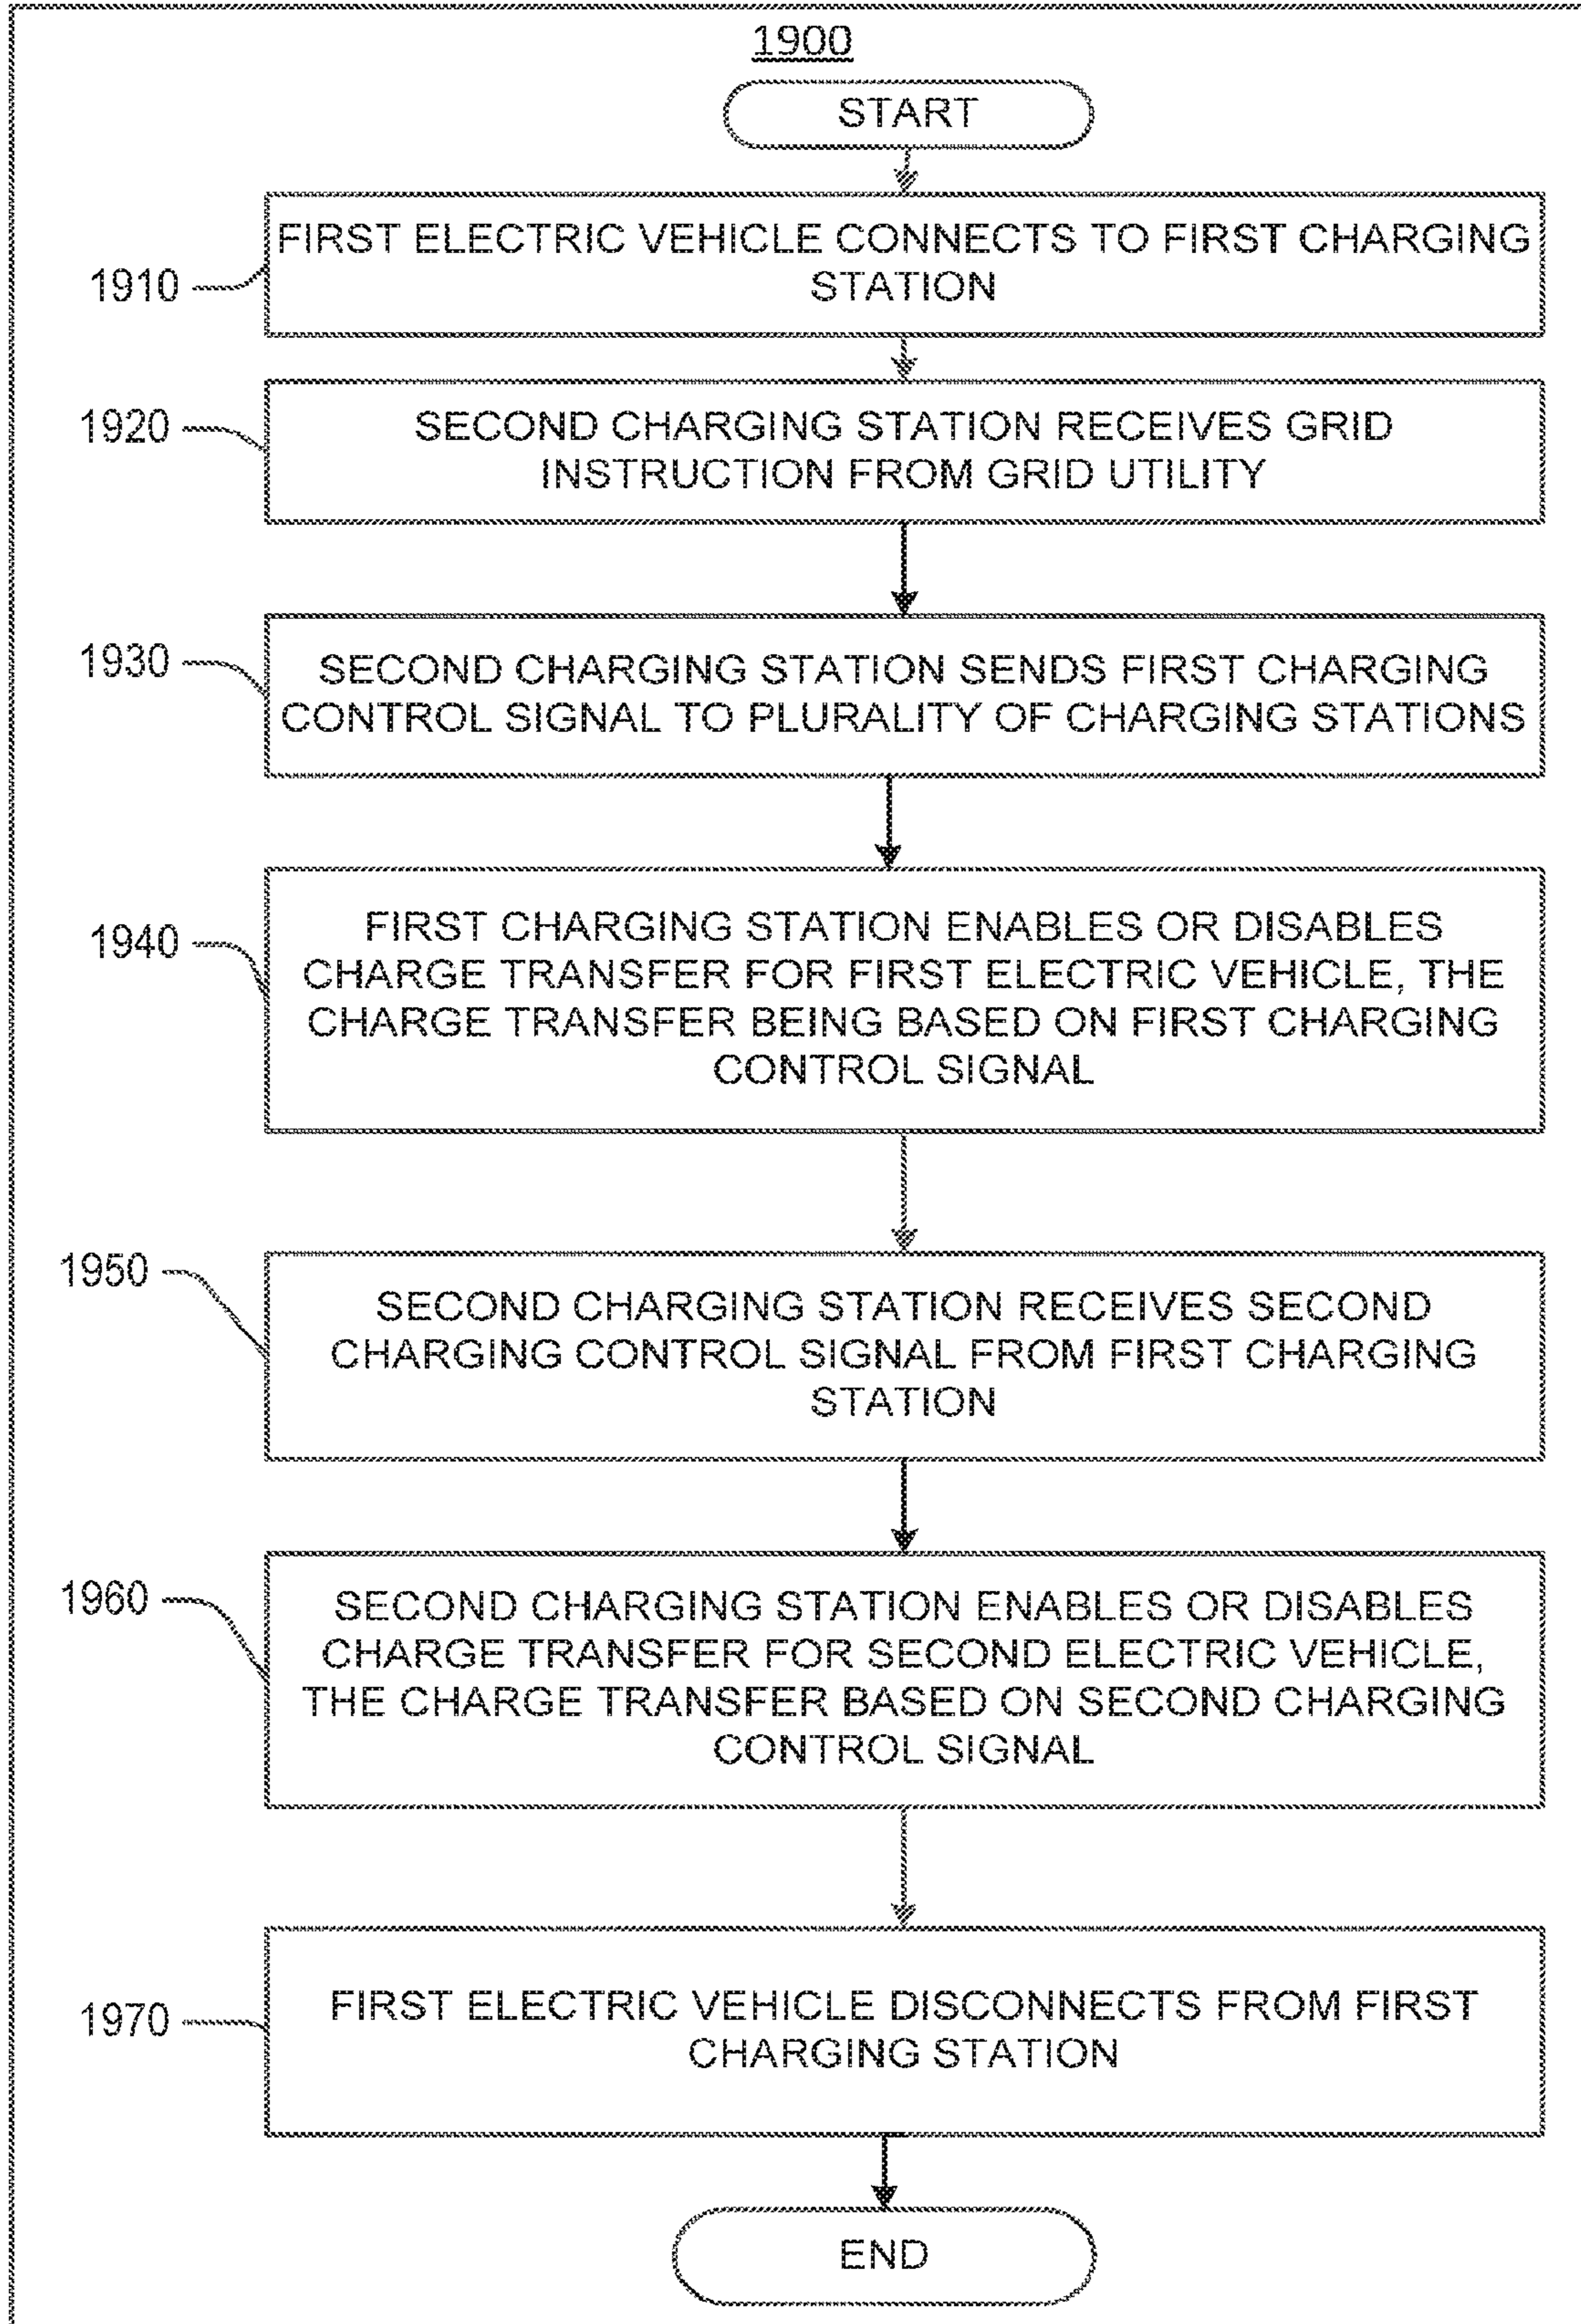 1900
START
FIRST ELECTRIC VEHICLE CONNECTS TO FIRST CHARGING
STATION
1910
SECOND CHARGING STATION RECEIVES GRID
INSTRUCTION FROM GRID UTILITY
1920
SECOND CHARGING STATION SENDS FIRST CHARGING
CONTROL SIGNAL TO PLURALITY OF CHARGING STATIONS
1930
FIRST CHARGING STATION ENABLES OR DISABLES
CHARGE TRANSFER FOR FIRST ELECTRIC VEHICLE, THE
CHARGE TRANSFER BEING BASED ON FIRST CHARGING
CONTROL SIGNAL
1940
SECOND CHARGING STATION RECEIVES SECOND
CHARGING CONTROL SIGNAL FROM FIRST CHARGING
STATION
1950
SECOND CHARGING STATION ENABLES OR DISABLES
CHARGE TRANSFER FOR SECOND ELECTRIC VEHICLE,
THE CHARGE TRANSFER BASED ON SECOND CHARGING
CONTROL SIGNAL
1960
FIRST ELECTRIC VEHICLE DISCONNECTS FROM FIRST
CHARGING STATION
1970
END